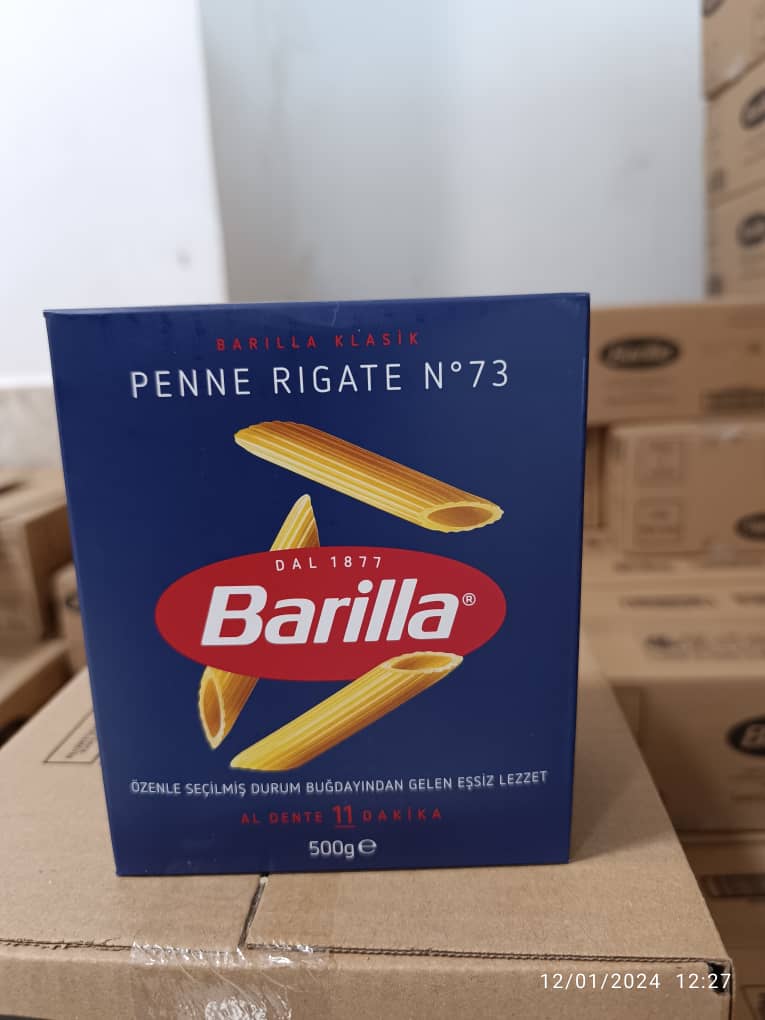 BARILLA KLASİK
PENNE RIGATE N°73
DAL 1877
Barilla®
ÖZENLE SEÇİLMİŞ DURUM BUĞDAYINDAN GELEN EŞSİZ LEZZET
AL DENTE 11 DAKİKA
500g ℮
Barilla
12/01/2024 12:27